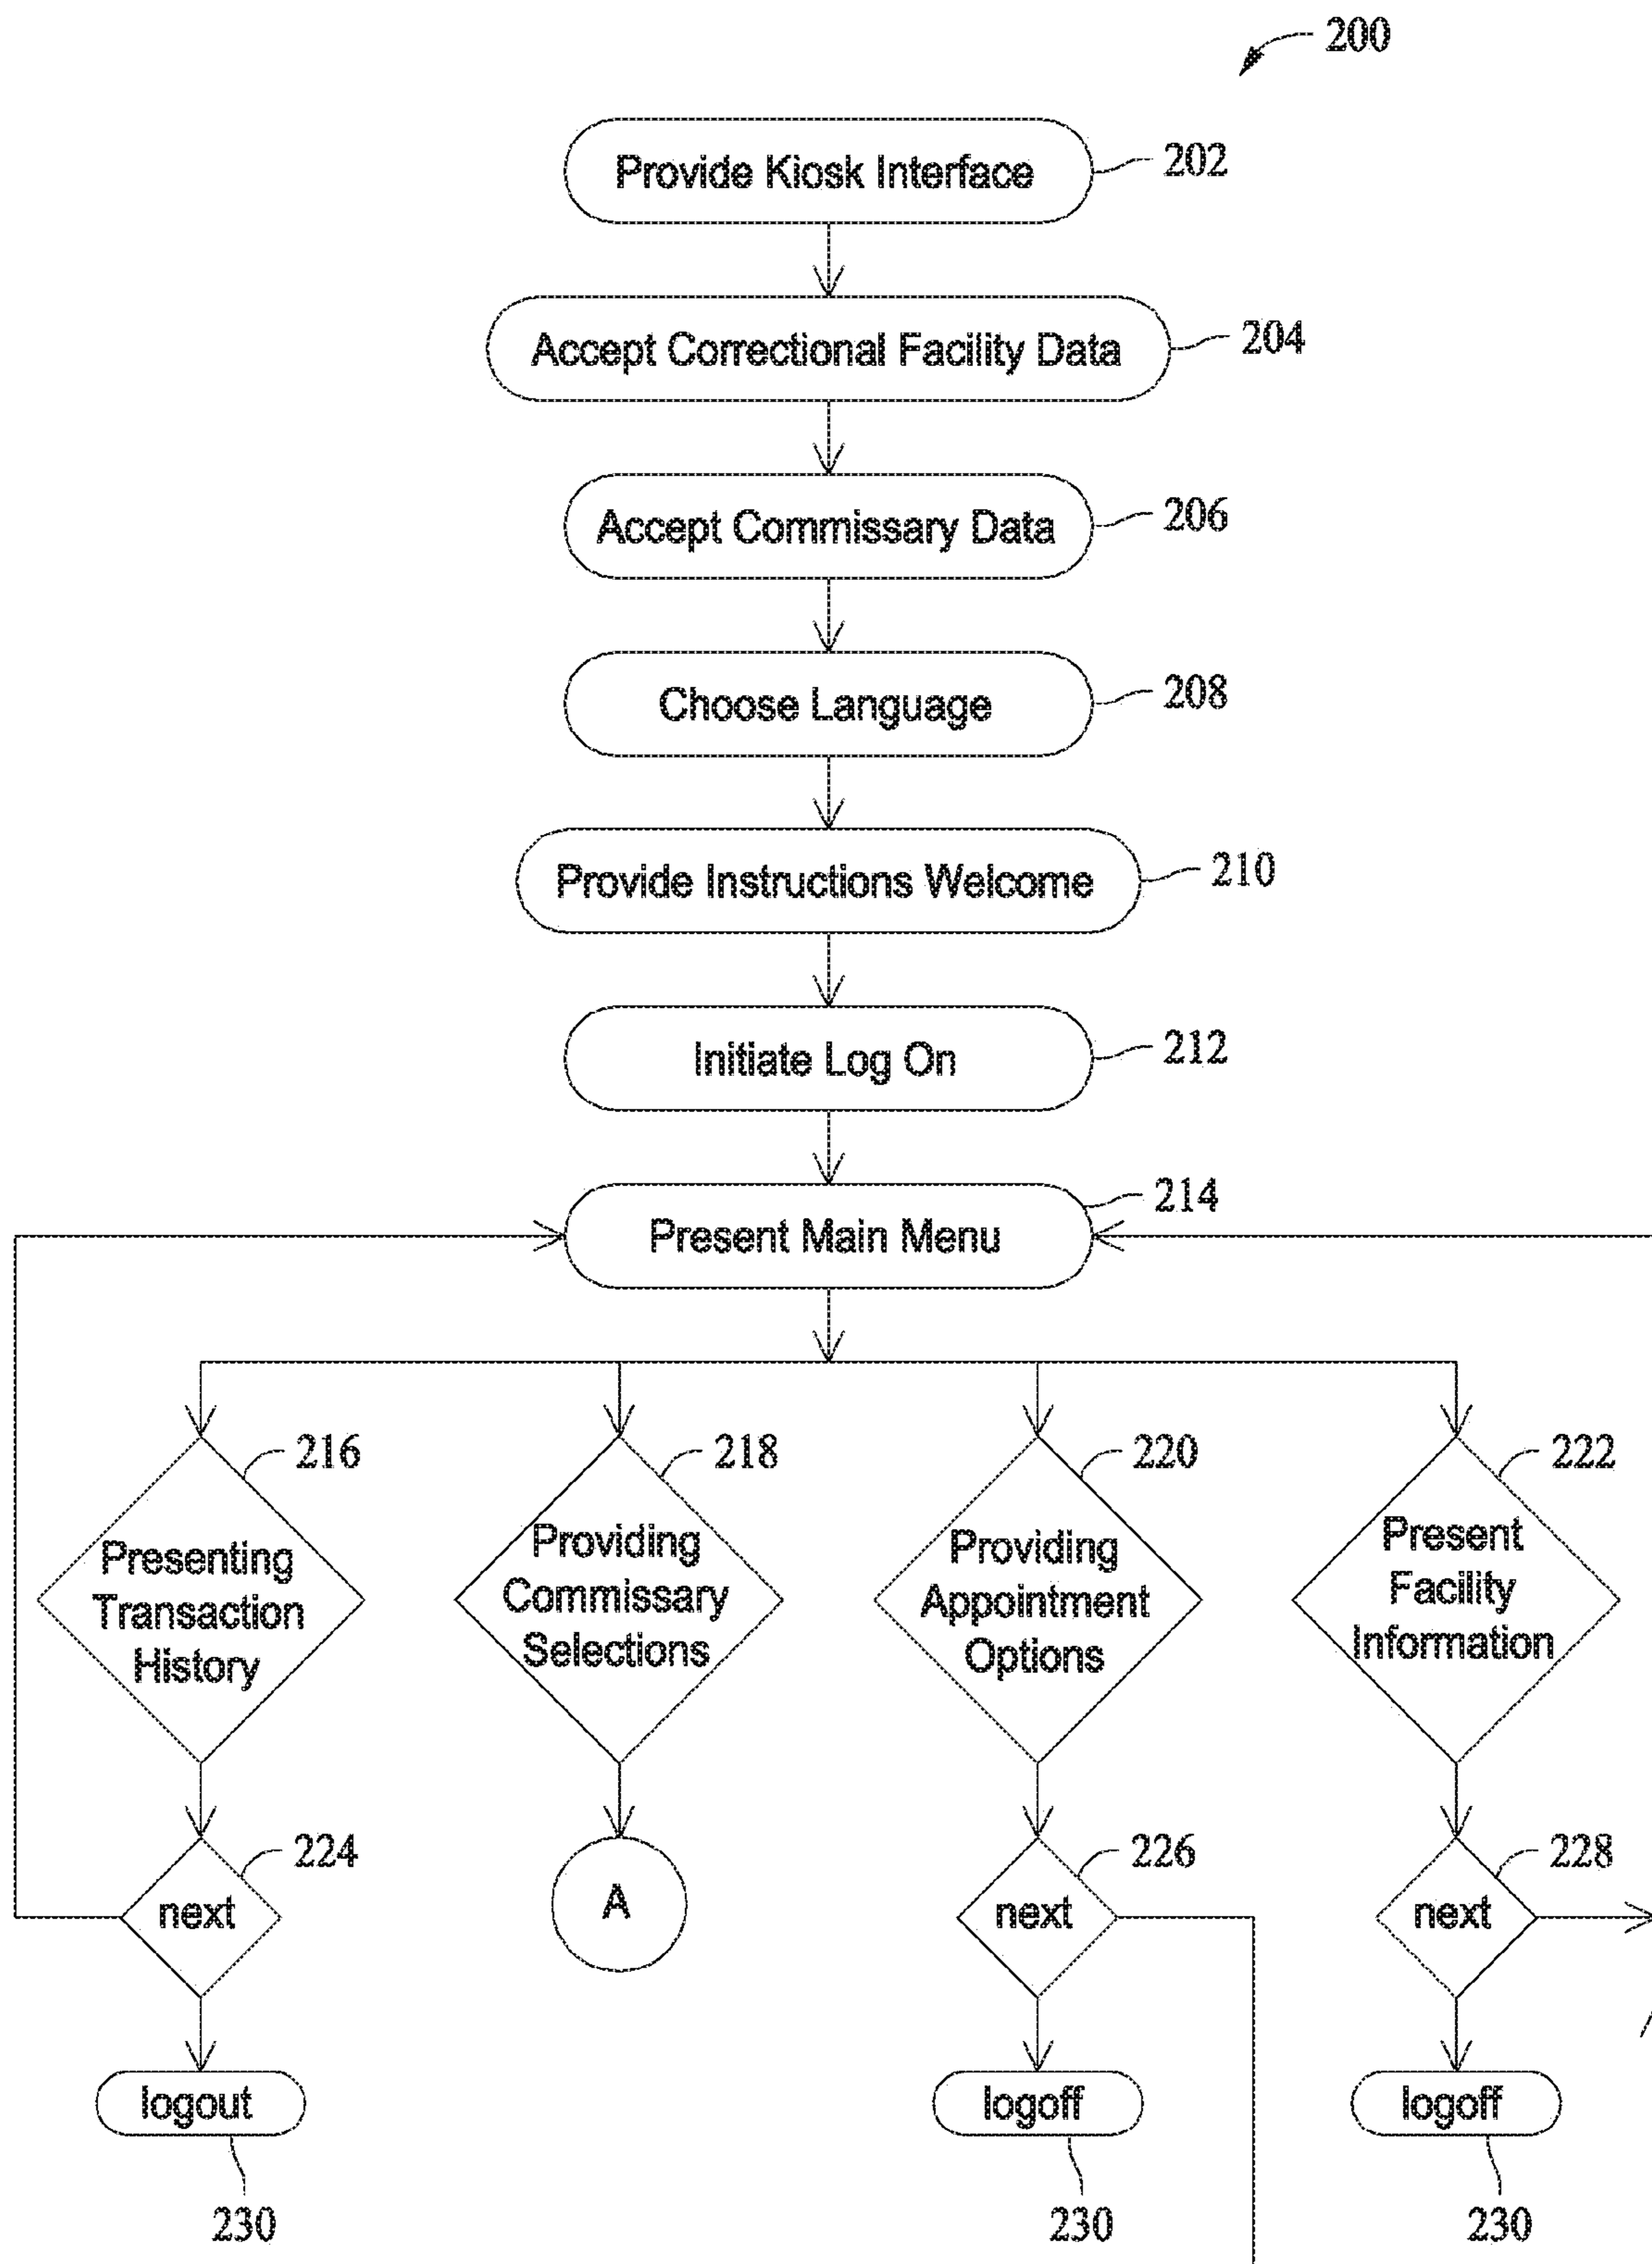 200
Provide Kiosk Interface
202
Accept Correctional Facility Data
204
Accept Commissary Data
206
Choose Language
208
Provide Instructions Welcome
210
Initiate Log On
212
214
Present Main Menu
216
Presenting
Transaction
History
218
Providing
Commissary
Selections
220
Providing
Appointment
Options
222
Present
Facility
Information
224
next
A
226
next
228
next
logout
230
logoff
230
logoff
230